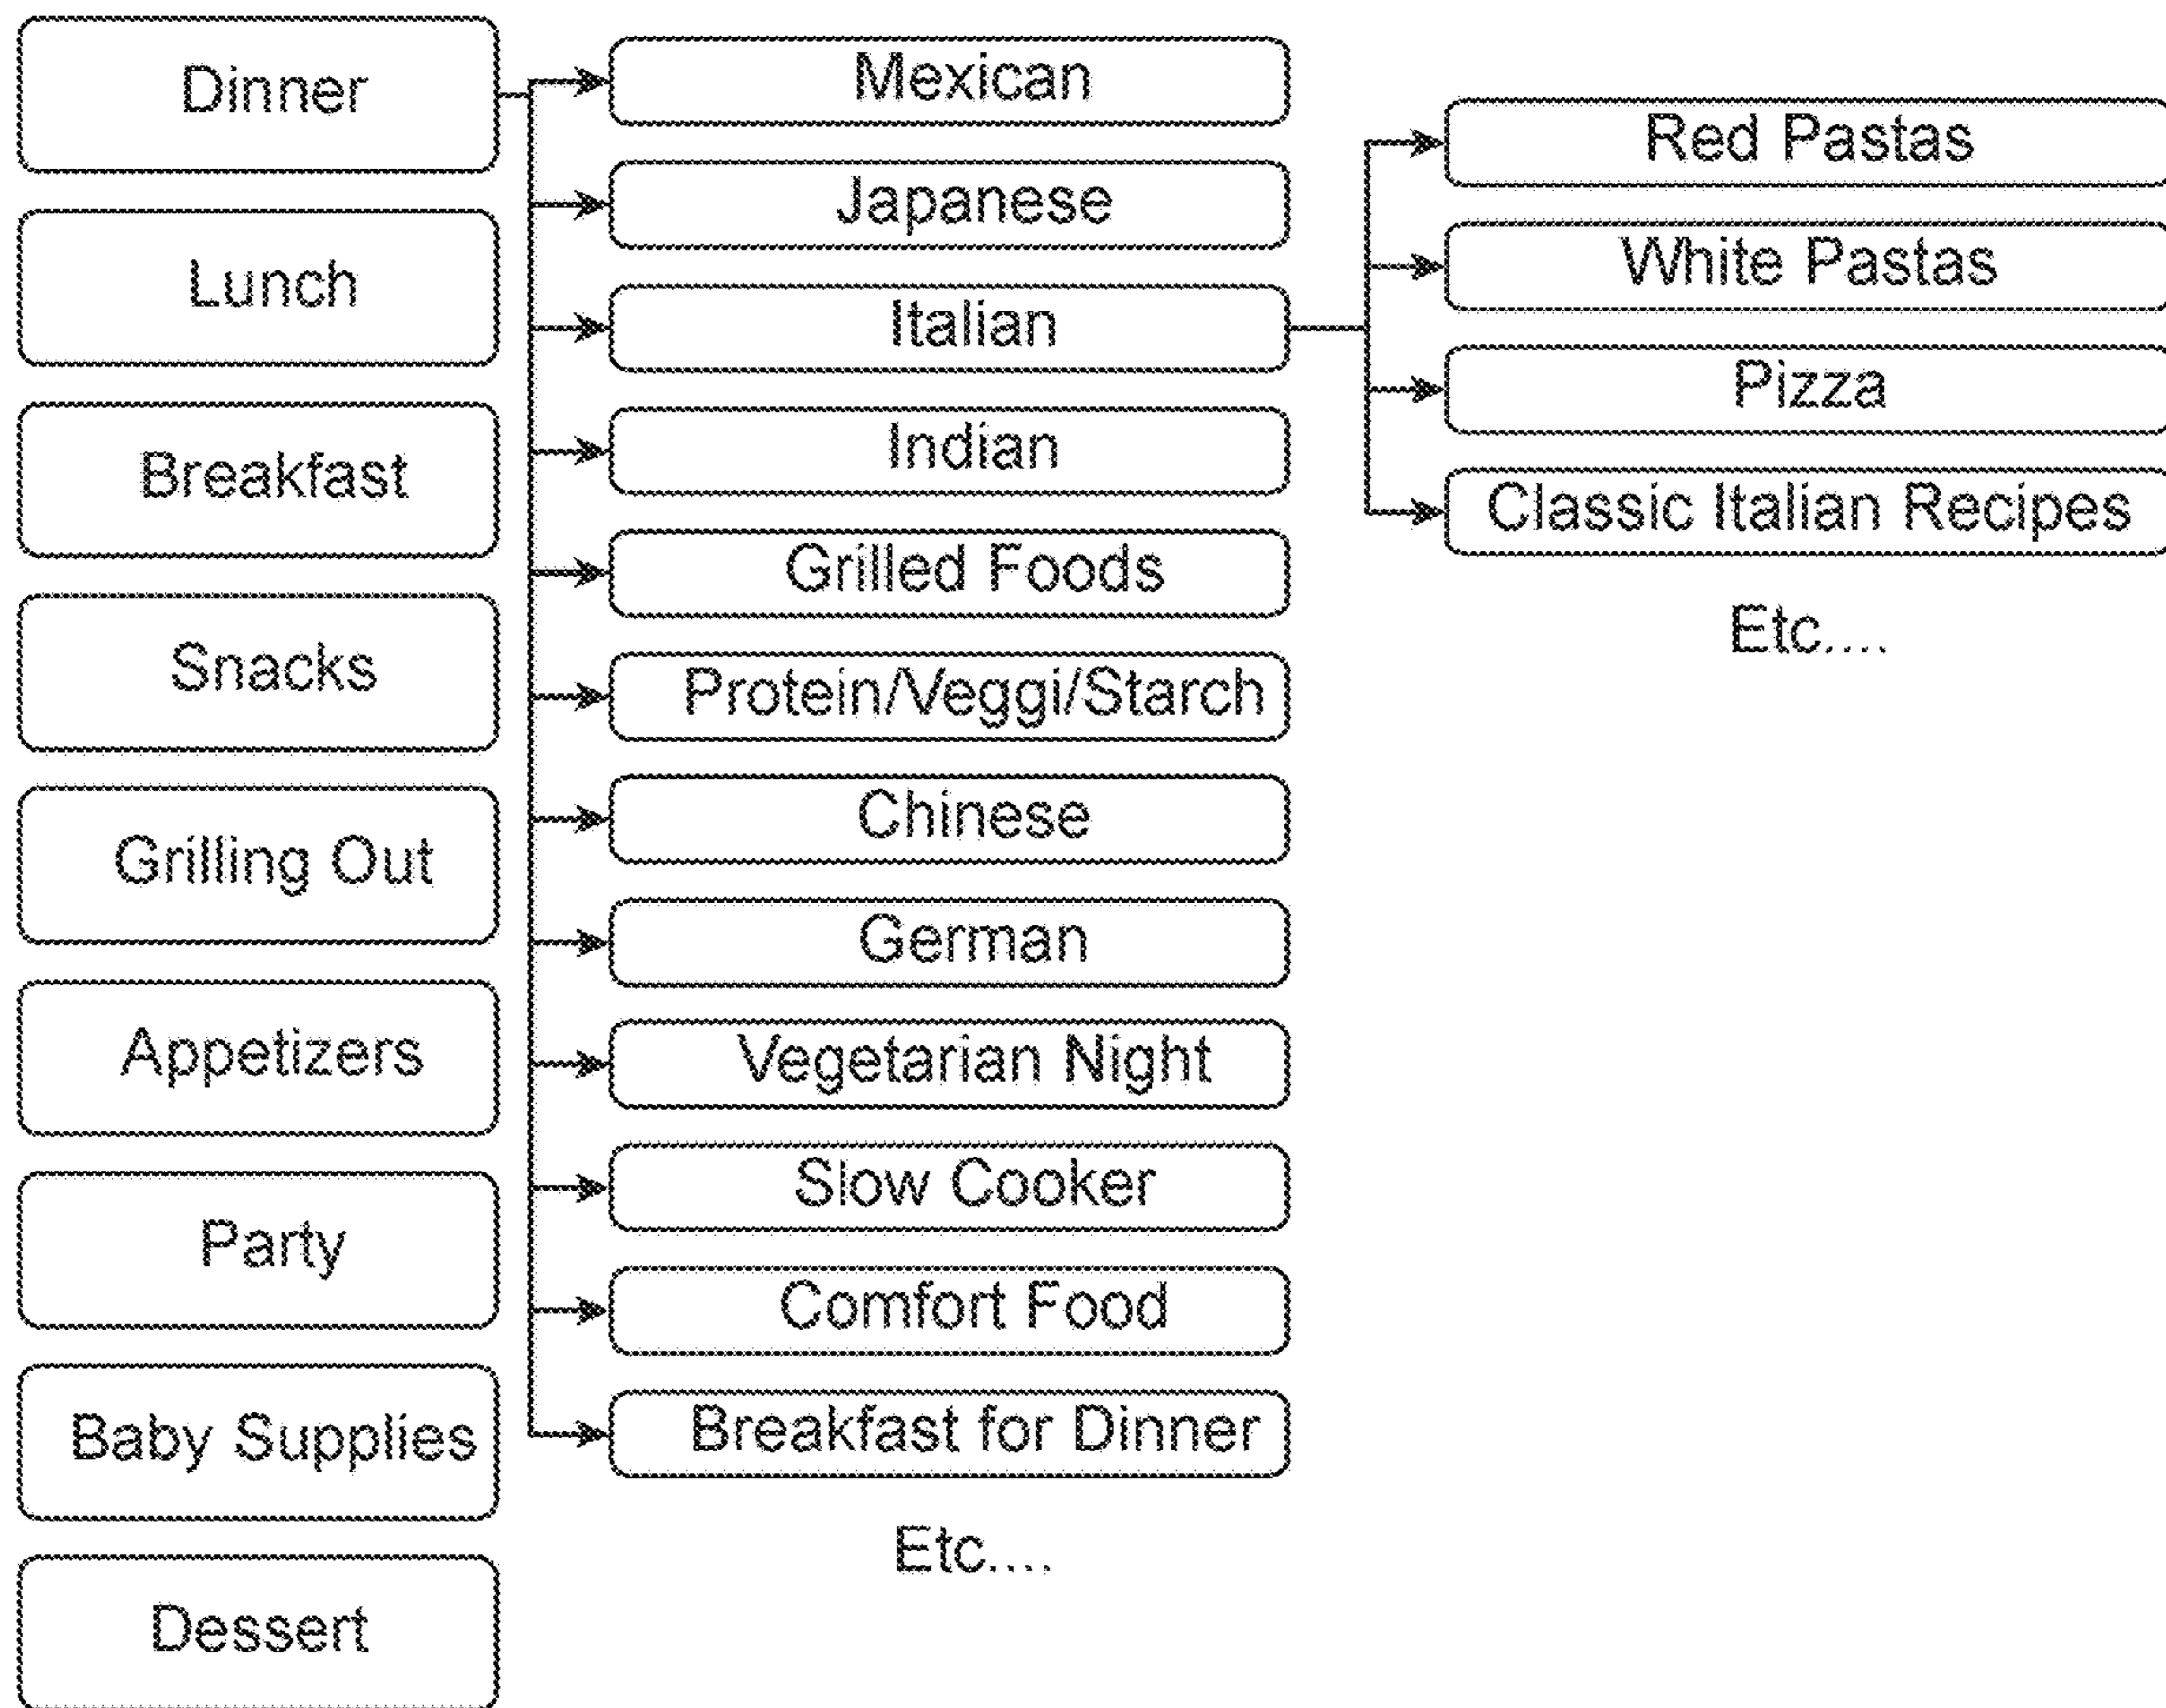 Dinner
Lunch
Breakfast
Snacks
Grilling Out
Appetizers
Party
Baby Supplies
Dessert
Mexican
Japanese
Italian
Indian
Grilled Foods
Protein/Veggi/Starch
Chinese
German
Vegetarian Night
Slow Cooker
Comfort Food
Breakfast for Dinner
Etc....
Red Pastas
White Pastas
Pizza
Classic Italian Recipes
Etc....